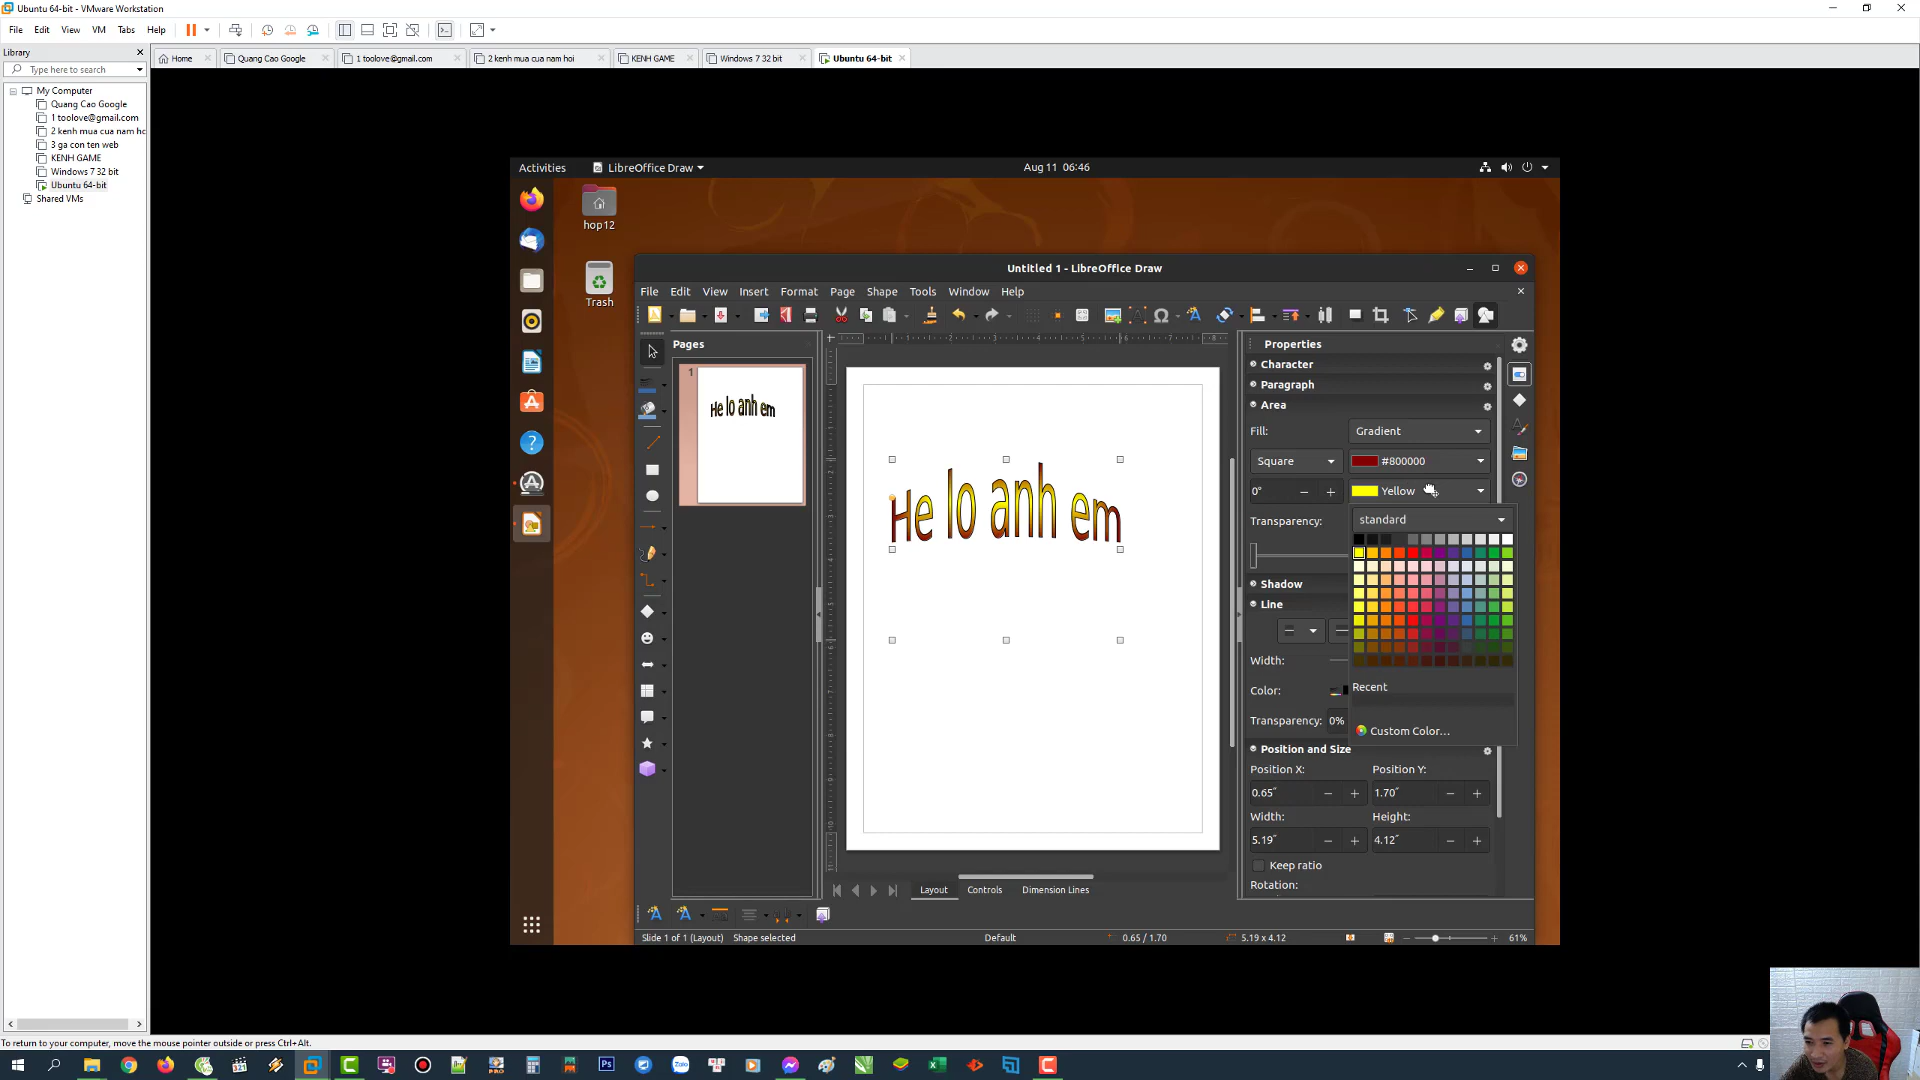 Ubuntu 64-bit - VMware Workstation
File Edit View VM Tabs Help
Library
Type here to search
Home
Quang Cao Google
1 toolove@gmail.com
2 kenh mua cua nam hoi
KENH GAME
Windows 7 32 bit
Ubuntu 64-bit
My Computer
Quang Cao Google
1 toolove@gmail.com
2 kenh mua cua nam ho
3 ga con ten web
KENH GAME
Windows 7 32 bit
Ubuntu 64-bit
Shared VMs
Activities
LibreOffice Draw
Aug 11 06:46
hop12
Trash
Untitled 1 - LibreOffice Draw
File Edit View Insert Format Page Shape Tools Window Help
Pages
1
He lo anh em
He lo anh em
Properties
Character
Paragraph
Area
Fill: Gradient
Square #800000
0° Yellow
Transparency:
standard
Shadow
Line
Width:
Color:
Transparency: 0%
Recent
Custom Color...
Position and Size
Position X: Position Y:
0.65″ 1.70″
Width: Height:
5.19″ 4.12″
Keep ratio
Rotation:
Layout Controls Dimension Lines
Slide 1 of 1 (Layout) Shape selected Default 0.65 / 1.70 5.19 x 4.12 61%
To return to your computer, move the mouse pointer outside or press Ctrl+Alt.